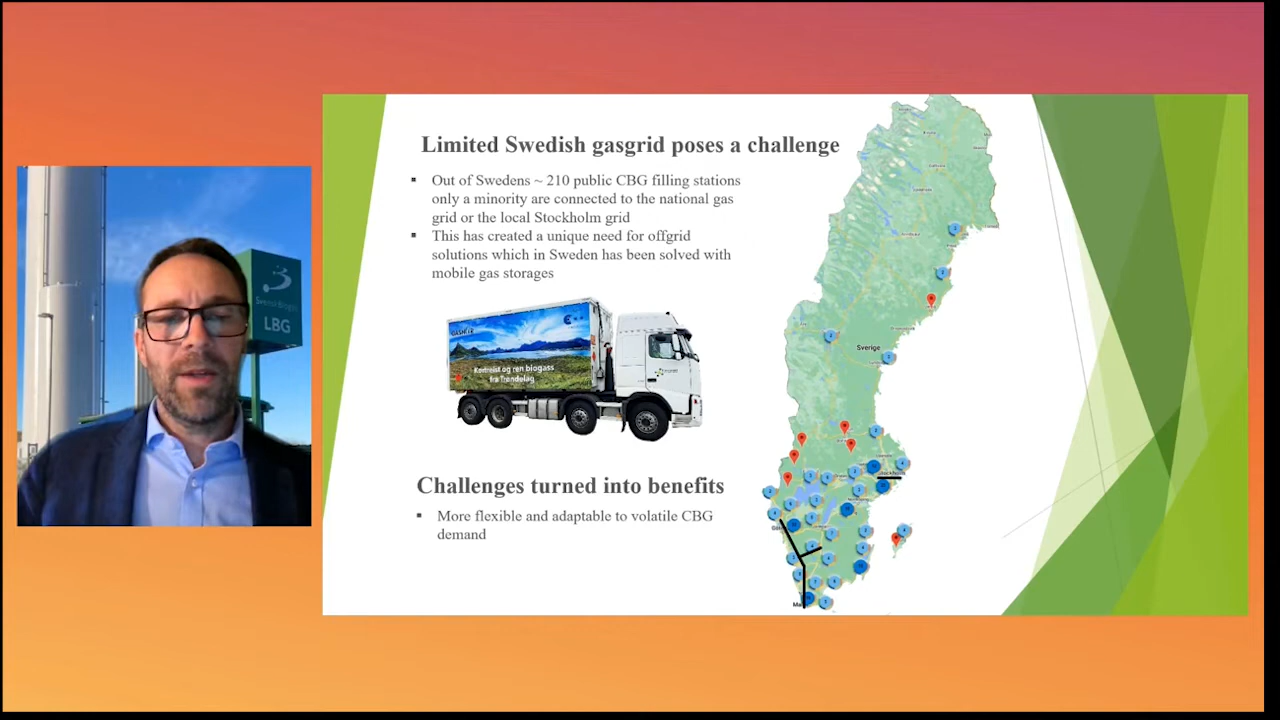 Limited Swedish gasgrid poses a challenge
Out of Swedens ~ 210 public CBG filling stations
only a minority are connected to the national gas
grid or the local Stockholm grid
This has created a unique need for offgrid
solutions which in Sweden has been solved with
mobile gas storages
Kortreist og ren biogass
fra Trøndelag
Challenges turned into benefits
More flexible and adaptable to volatile CBG
demand
Sverige
Svensk Biogas
LBG